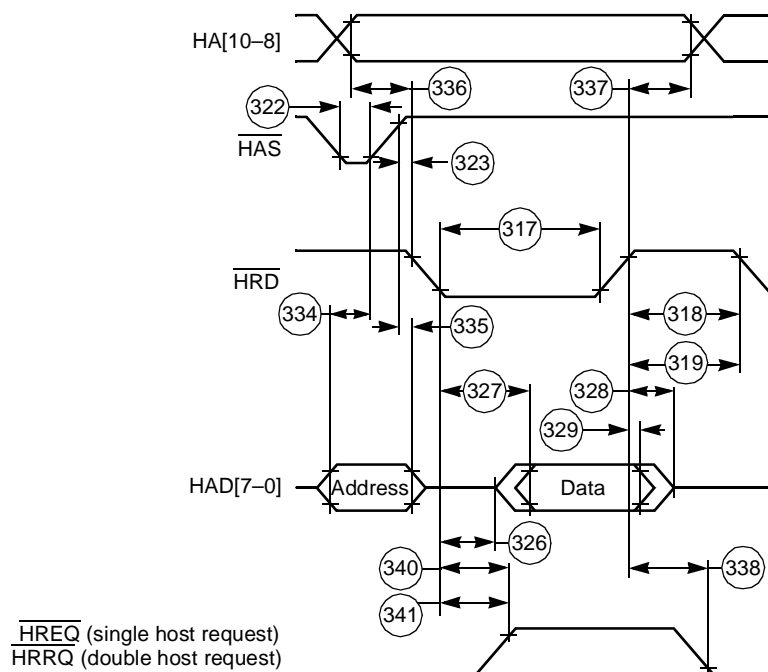 HA[10–8]
336
337
322
HAS
323
317
HRD
334
335
318
327
328
319
329
HAD[7–0]
Address
Data
326
340
338
341
HREQ (single host request)
HRRQ (double host request)